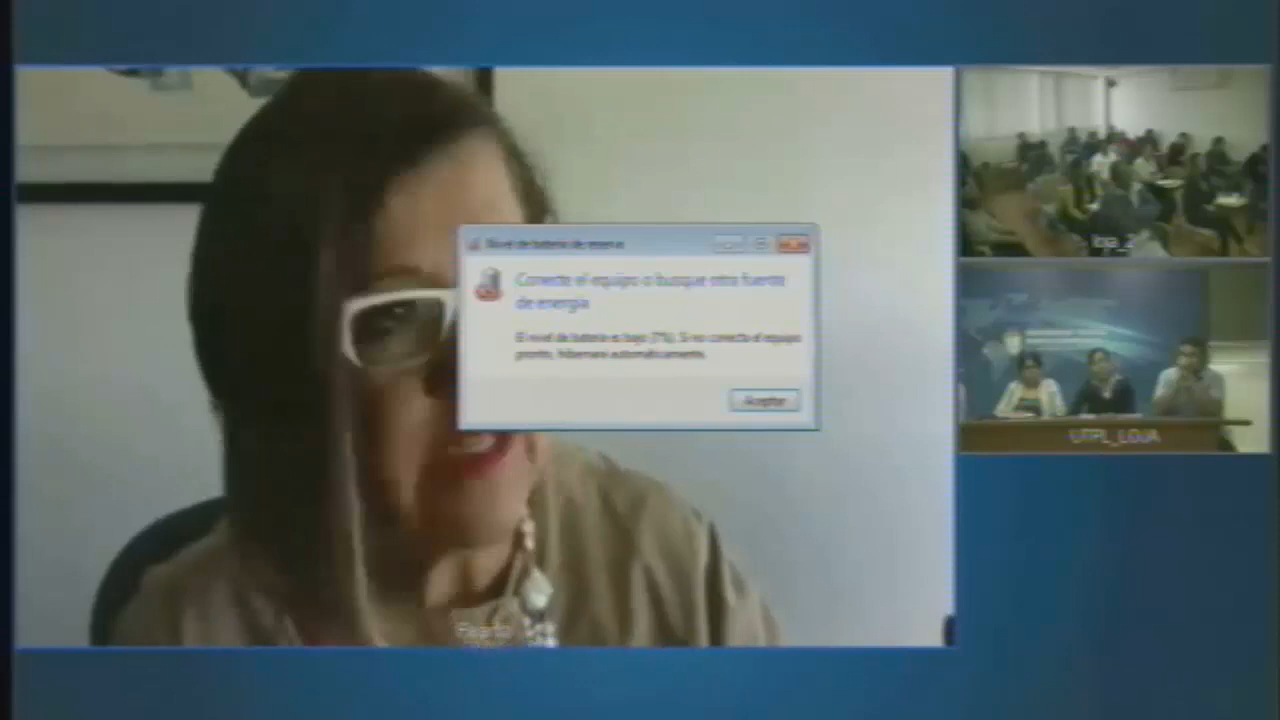 Nivel de batería de reserva
Conecte el equipo o busque otra fuente
de energía
El nivel de batería es bajo (7%). Si no conecta el equipo
pronto, hibernará automáticamente.
Aceptar
loja_2
UTPL_LOJA